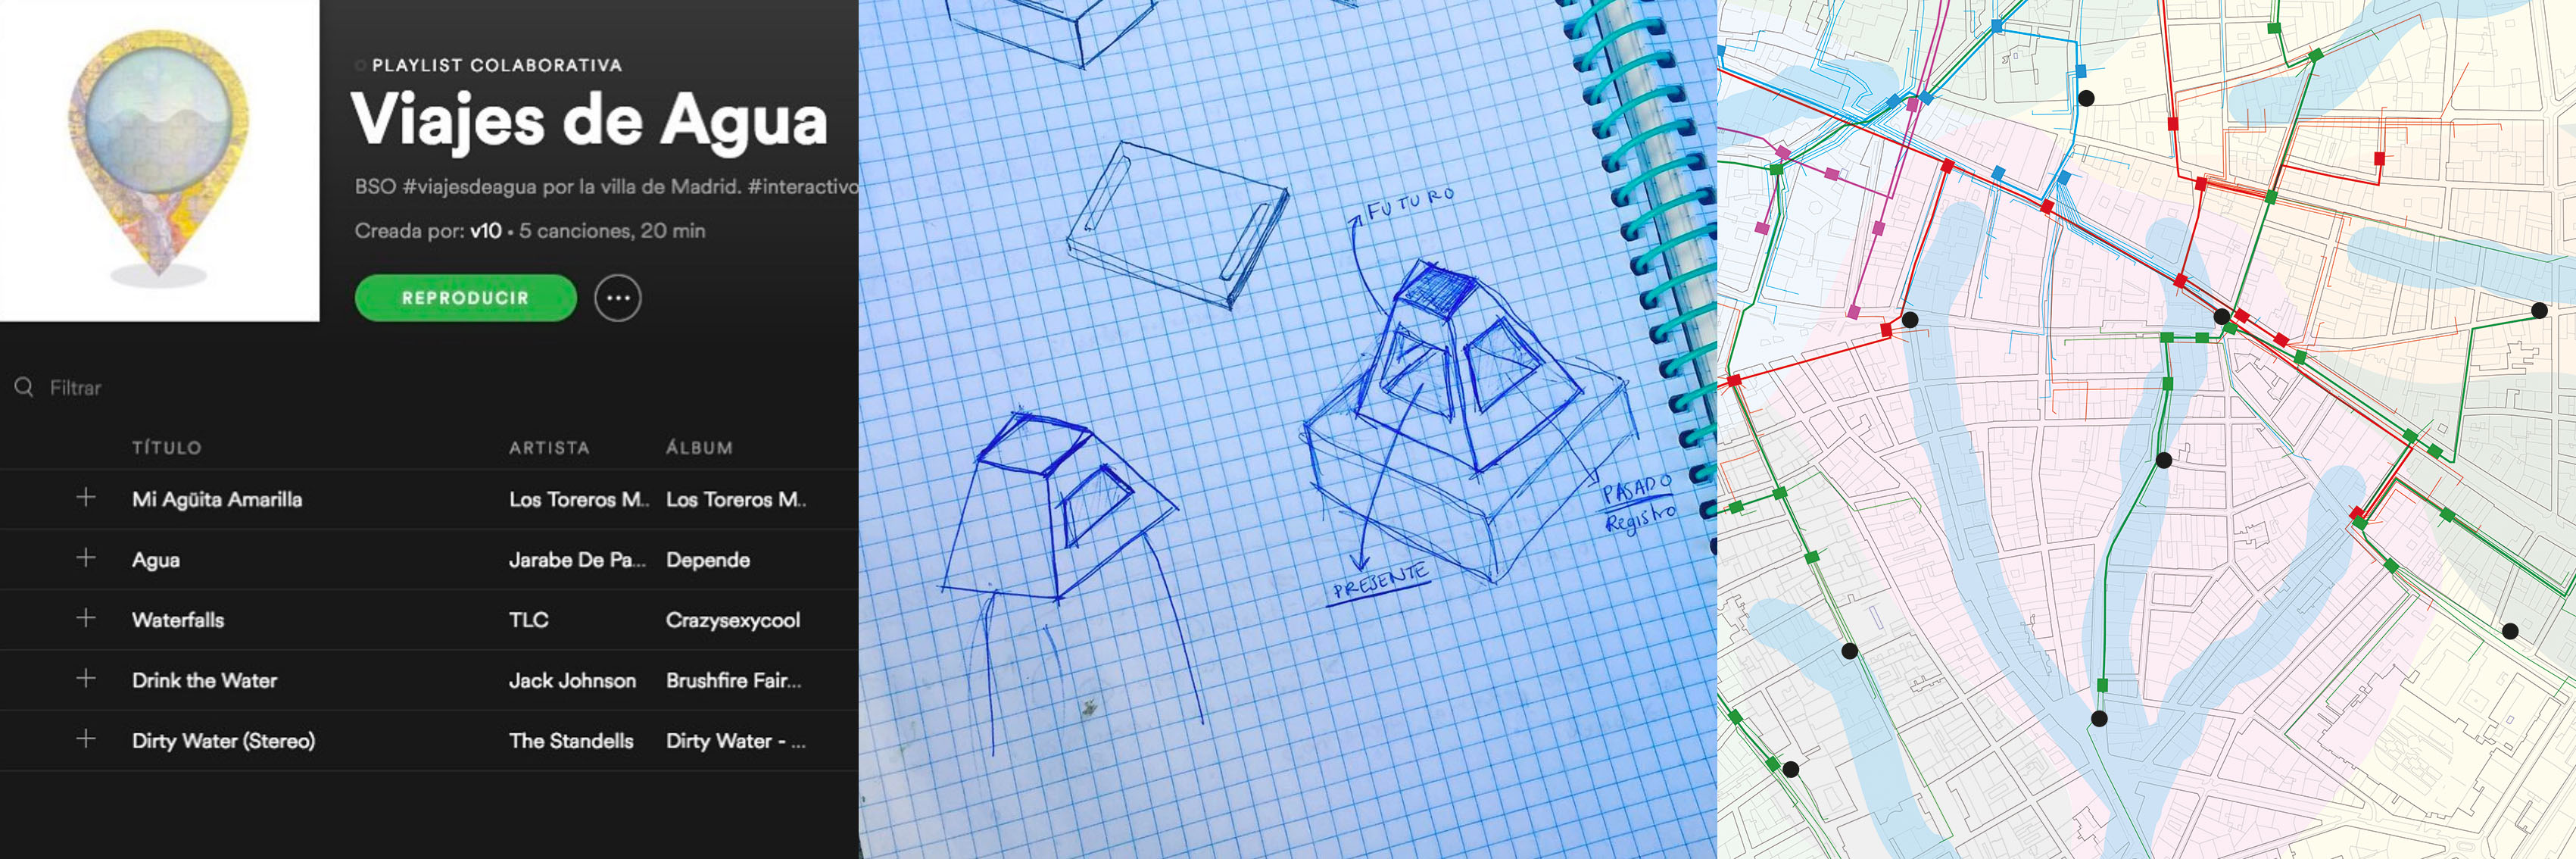 PLAYLIST COLABORATIVA
Viajes de Agua
BSO #viajesdeagua por la villa de Madrid. #interactivo
Creada por: v10 • 5 canciones, 20 min
REPRODUCIR
Filtrar
TÍTULO ARTISTA ÁLBUM
Mi Agüita Amarilla Los Toreros M.. Los Toreros M..
Agua Jarabe De Pa... Depende
Waterfalls TLC Crazysexycool
Drink the Water Jack Johnson Brushfire Fair...
Dirty Water (Stereo) The Standells Dirty Water - ...
FUTURO
PASADO
Registro
PRESENTE